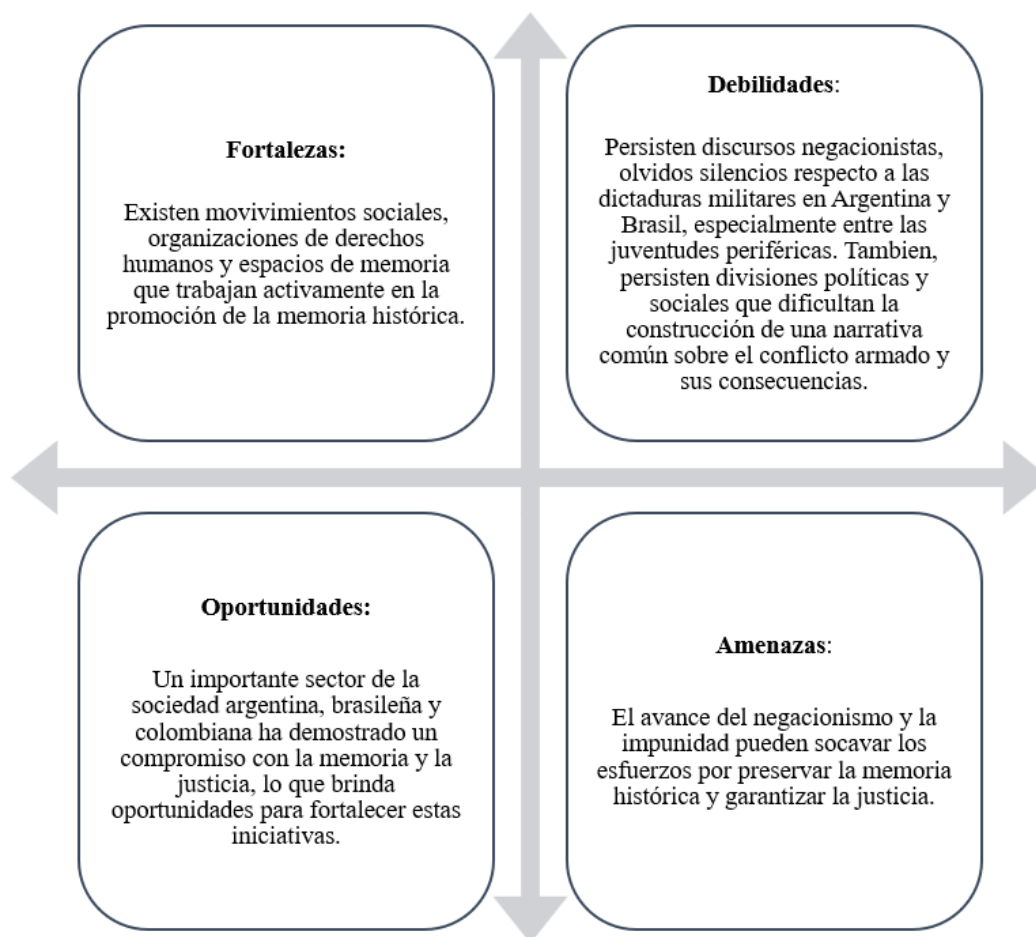 Fortalezas:
Existen movivimientos sociales,
organizaciones de derechos
humanos y espacios de memoria
que trabajan activamente en la
promoción de la memoria histórica.
Debilidades:
Persisten discursos negacionistas,
olvidos silencios respecto a las
dictaduras militares en Argentina y
Brasil, especialmente entre las
juventudes periféricas. Tambien,
persisten divisiones políticas y
sociales que dificultan la
construcción de una narrativa
común sobre el conflicto armado y
sus consecuencias.
Oportunidades:
Un importante sector de la
sociedad argentina, brasileña y
colombiana ha demostrado un
compromiso con la memoria y la
justicia, lo que brinda
oportunidades para fortalecer estas
iniciativas.
Amenazas:
El avance del negacionismo y la
impunidad pueden socavar los
esfuerzos por preservar la memoria
histórica y garantizar la justicia.